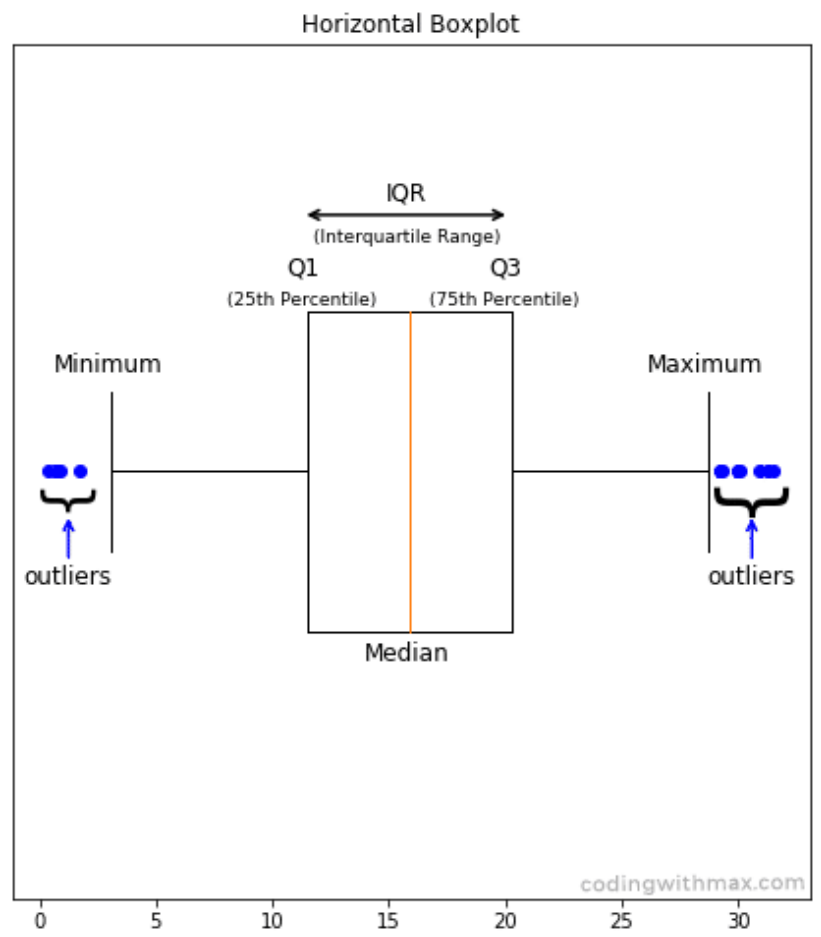 Horizontal Boxplot
IQR
(Interquartile Range)
Q1
Q3
(25th Percentile)
(75th Percentile)
Minimum
Maximum
outliers
outliers
Median
codingwithmax.com
0 5 10 15 20 25 30